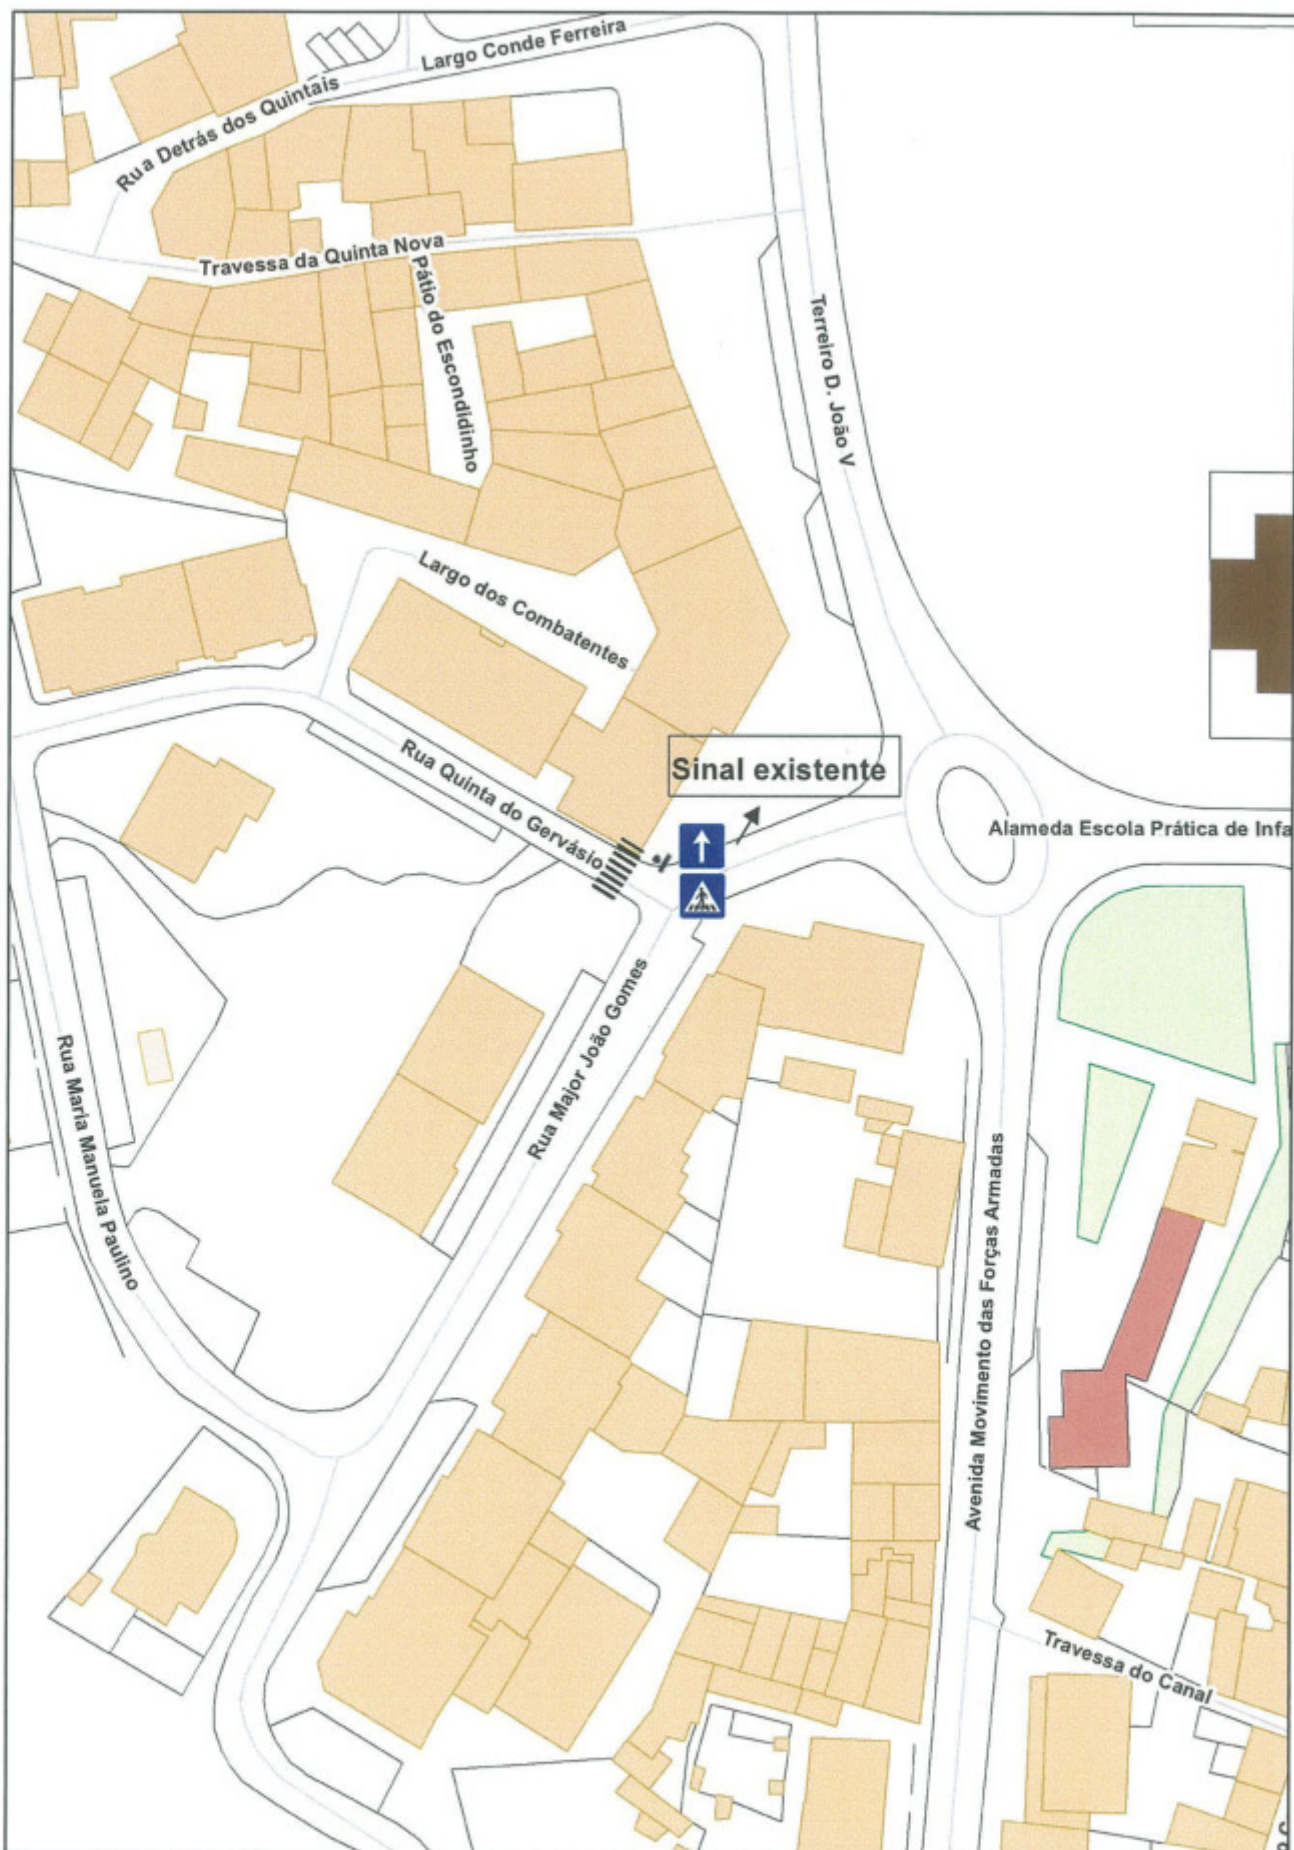 Largo Conde Ferreira
Rua Detrás dos Quintais
Travessa da Quinta Nova
Pátio do Escondidinho
Terreiro D. João V
Largo dos Combatentes
Rua Quinta do Gervásio
Sinal existente
Alameda Escola Prática de Infa
Rua Major João Gomes
Rua Maria Manuela Paulino
Avenida Movimento das Forças Armadas
Travessa do Canal